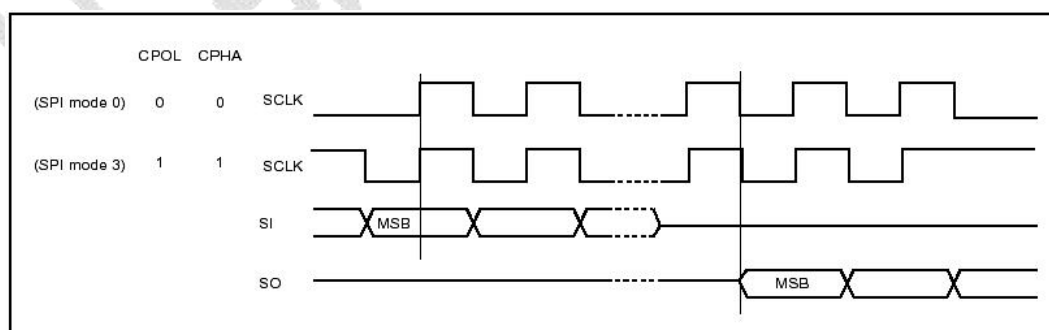 CPOL CPHA
(SPI mode 0) 0 0 SCLK
(SPI mode 3) 1 1 SCLK
SI MSB
SO MSB